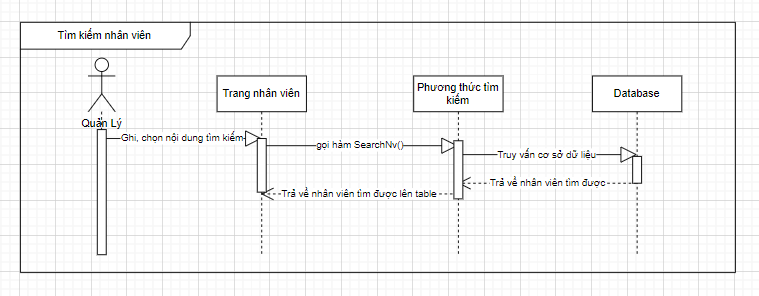 Tìm kiếm nhân viên
Trang nhân viên
Phương thức tìm
kiếm
Database
Quản Lý
Ghi, chọn nội dung tìm kiếm
gọi hàm SearchNv()
Truy vấn cơ sở dữ liệu
Trả về nhân viên tìm được
Trả về nhân viên tìm được lên table